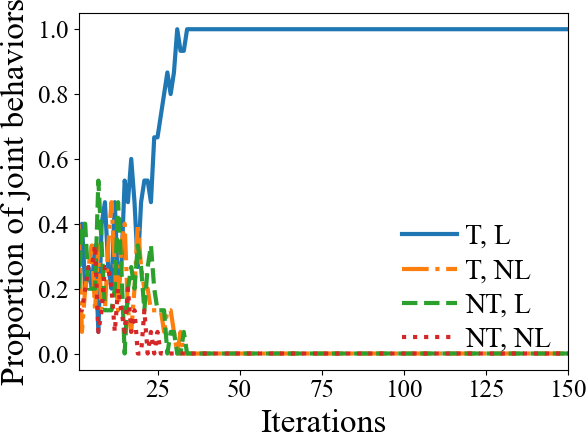 Proportion of joint behaviors
1.0
0.8
0.6
0.4
0.2
0.0
T, L
T, NL
NT, L
NT, NL
25
50
75
100
125
150
Iterations